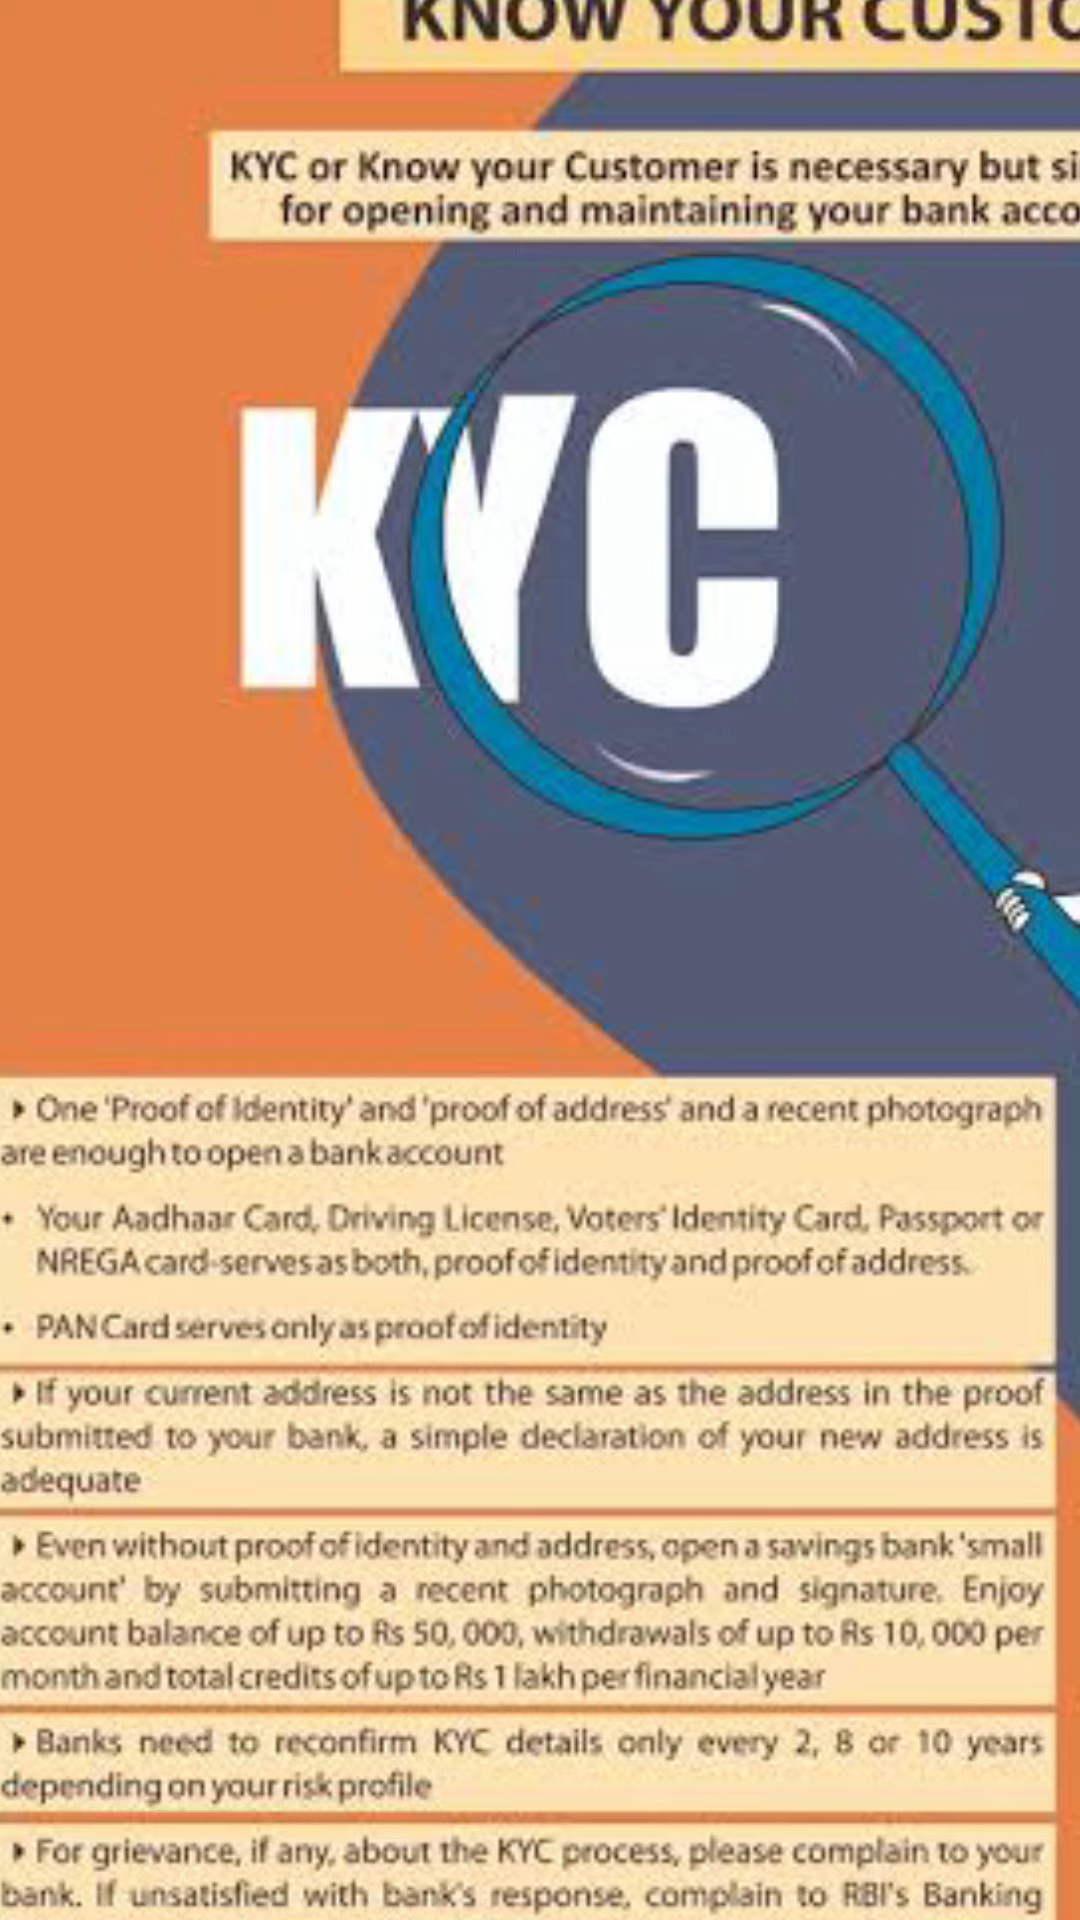 KNOW YOUR
KYC or Know your Customer is necessary but
for opening and maintaining your bank
KYC
▸ One 'Proof of Identity' and 'proof of address' and a recent photograph
are enough to open a bank account
• Your Aadhaar Card, Driving License, Voters' Identity Card, Passport or
NREGA card-serves as both, proof of identity and proof of address.
• PAN Card serves only as proof of identity
▸ If your current address is not the same as the address in the proof
submitted to your bank, a simple declaration of your new address is
adequate
▸ Even without proof of identity and address, open a savings bank 'small
account' by submitting a recent photograph and signature. Enjoy
account balance of up to Rs 50, 000, withdrawals of up to Rs 10, 000 per
month and total credits of up to Rs 1 lakh per financial year
▸ Banks need to reconfirm KYC details only every 2, 8 or 10 years
depending on your risk profile
▸ For grievance, if any, about the KYC process, please complain to your
bank. If unsatisfied with bank's response, complain to RBI's Banking